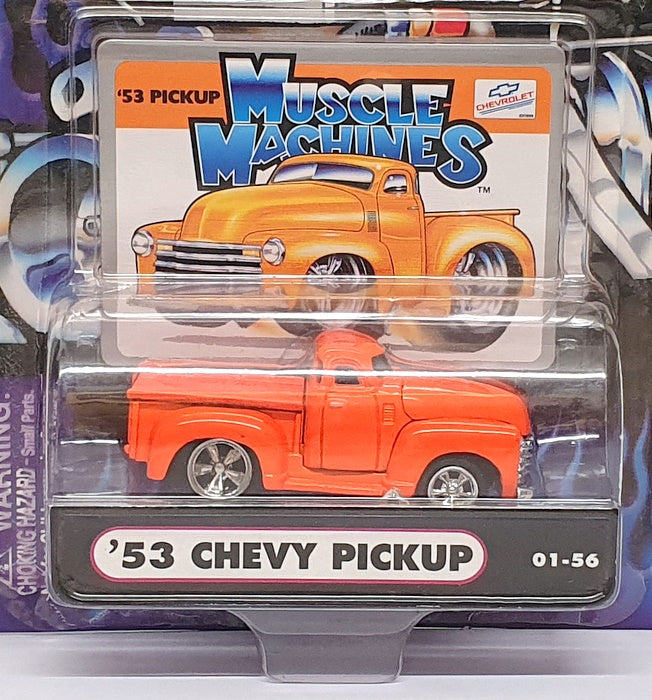 '53 PICKUP
MUSCLE
MACHINES
TM
CHEVROLET
WARNING:
CHOKING HAZARD - Small Parts.
'53 CHEVY PICKUP
01-56